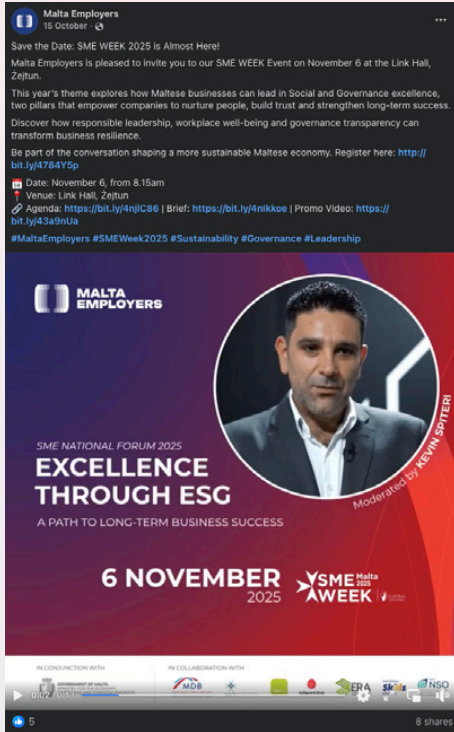 Malta Employers
15 October ·
Save the Date: SME WEEK 2025 is Almost Here!
Malta Employers is pleased to invite you to our SME WEEK Event on November 6 at the Link Hall,
Żejtun.
This year's theme explores how Maltese businesses can lead in Social and Governance excellence,
two pillars that empower companies to nurture people, build trust and strengthen long-term success.
Discover how responsible leadership, workplace well-being and governance transparency can
transform business resilience.
Be part of the conversation shaping a more sustainable Maltese economy. Register here: http://
bit.ly/4784Y5p
Date: November 6, from 8.15am
Venue: Link Hall, Żejtun
Agenda: https://bit.ly/4njIC86 | Brief: https://bit.ly/4nIkkoe | Promo Video: https://
bit.ly/43a9nUa
#MaltaEmployers #SMEWeek2025 #Sustainability #Governance #Leadership
MALTA
EMPLOYERS
Moderated by KEVIN SPITERI
SME NATIONAL FORUM 2025
EXCELLENCE
THROUGH ESG
A PATH TO LONG-TERM BUSINESS SUCCESS
6 NOVEMBER
2025
SME Malta
2025
WEEK
IN CONJUNCTION WITH
IN COLLABORATION WITH
GOVERNMENT OF MALTA
MDB
ERA
Skills
NSO
5
8 shares